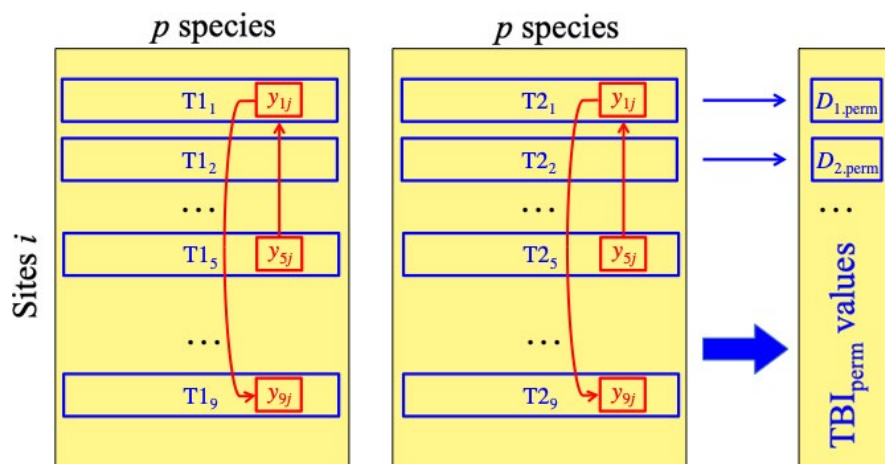 p species
p species
T1₁
y₁ⱼ
T2₁
y₁ⱼ
D₁.perm
T1₂
T2₂
D₂.perm
...
...
...
T1₅
y₅ⱼ
T2₅
y₅ⱼ
...
...
T1₉
y₉ⱼ
T2₉
y₉ⱼ
Sites i
TBIperm values